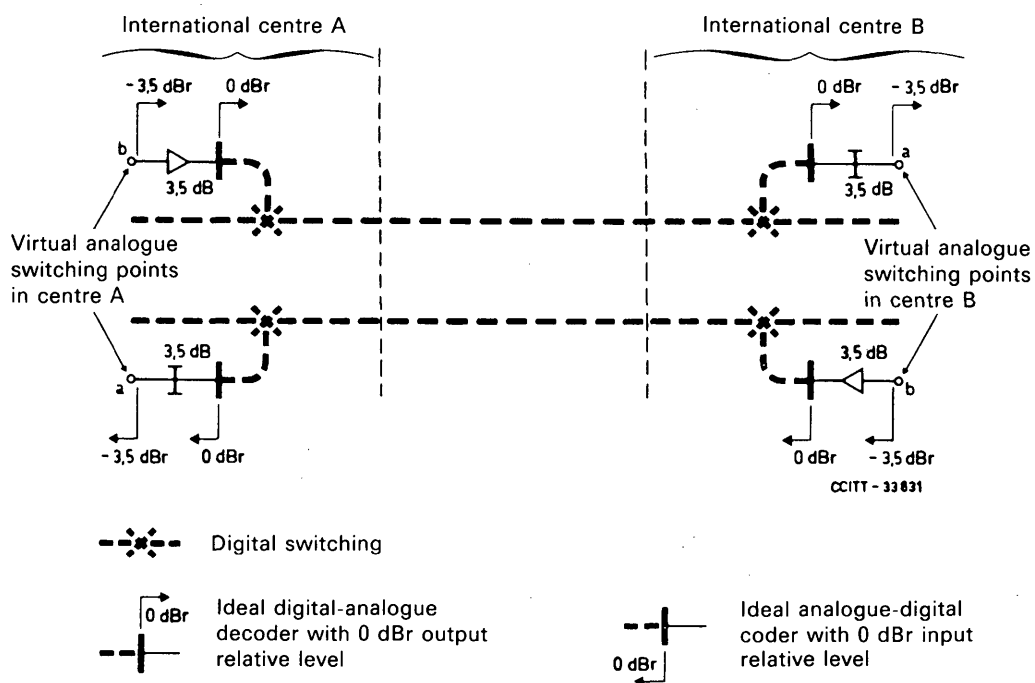 International centre A
International centre B
- 3,5 dBr
0 dBr
0 dBr
- 3,5 dBr
b
3,5 dB
3,5 dB
a
Virtual analogue
switching points
in centre A
Virtual analogue
switching points
in centre B
3,5 dB
3,5 dB
a
b
- 3,5 dBr
0 dBr
0 dBr
- 3,5 dBr
CCITT - 33831
Digital switching
0 dBr
Ideal digital-analogue
decoder with 0 dBr output
relative level
0 dBr
Ideal analogue-digital
coder with 0 dBr input
relative level